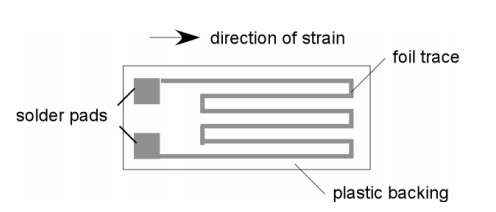 direction of strain
foil trace
solder pads
plastic backing